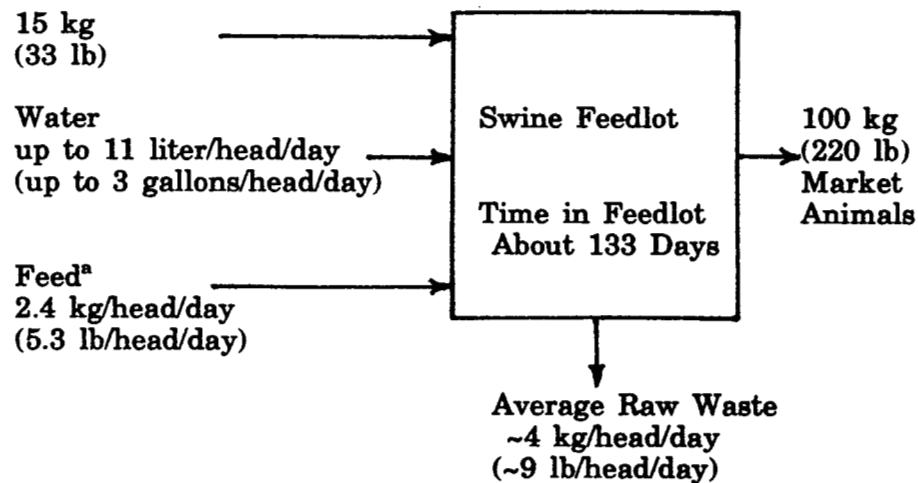 15 kg
(33 lb)
Water
up to 11 liter/head/day
(up to 3 gallons/head/day)
Feedᵃ
2.4 kg/head/day
(5.3 lb/head/day)
Swine Feedlot
Time in Feedlot
About 133 Days
100 kg
(220 lb)
Market
Animals
Average Raw Waste
~4 kg/head/day
(~9 lb/head/day)